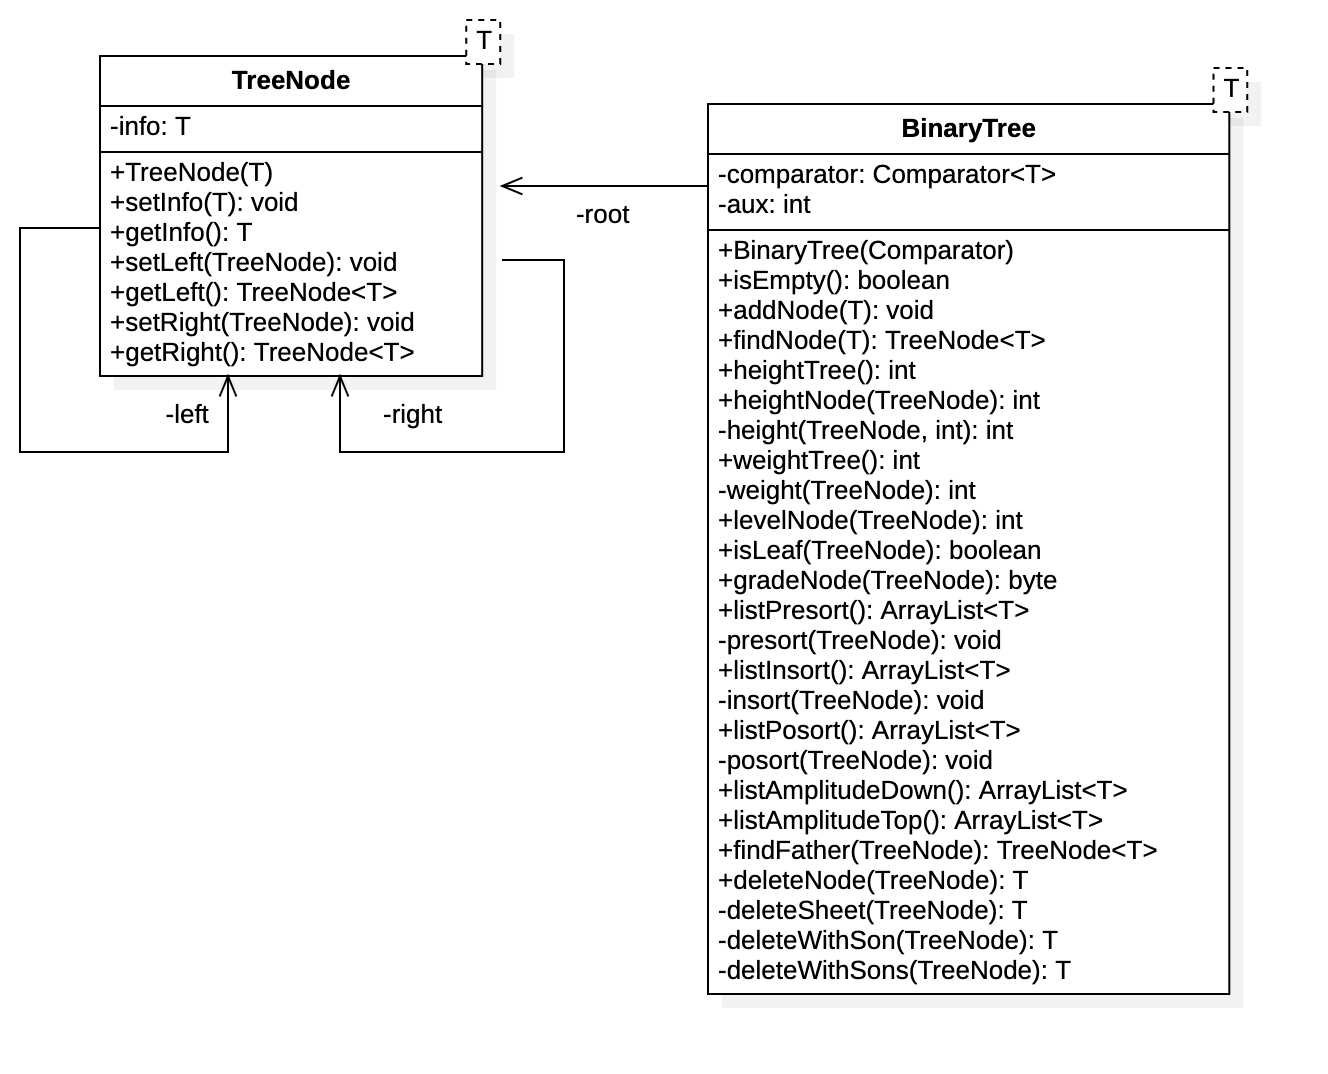 T
TreeNode
-info: T
+TreeNode(T)
+setInfo(T): void
+getInfo(): T
+setLeft(TreeNode): void
+getLeft(): TreeNode<T>
+setRight(TreeNode): void
+getRight(): TreeNode<T>
-left
-right
-root
T
BinaryTree
-comparator: Comparator<T>
-aux: int
+BinaryTree(Comparator)
+isEmpty(): boolean
+addNode(T): void
+findNode(T): TreeNode<T>
+heightTree(): int
+heightNode(TreeNode): int
-height(TreeNode, int): int
+weightTree(): int
-weight(TreeNode): int
+levelNode(TreeNode): int
+isLeaf(TreeNode): boolean
+gradeNode(TreeNode): byte
+listPresort(): ArrayList<T>
-presort(TreeNode): void
+listInsort(): ArrayList<T>
-insort(TreeNode): void
+listPosort(): ArrayList<T>
-posort(TreeNode): void
+listAmplitudeDown(): ArrayList<T>
+listAmplitudeTop(): ArrayList<T>
+findFather(TreeNode): TreeNode<T>
+deleteNode(TreeNode): T
-deleteSheet(TreeNode): T
-deleteWithSon(TreeNode): T
-deleteWithSons(TreeNode): T